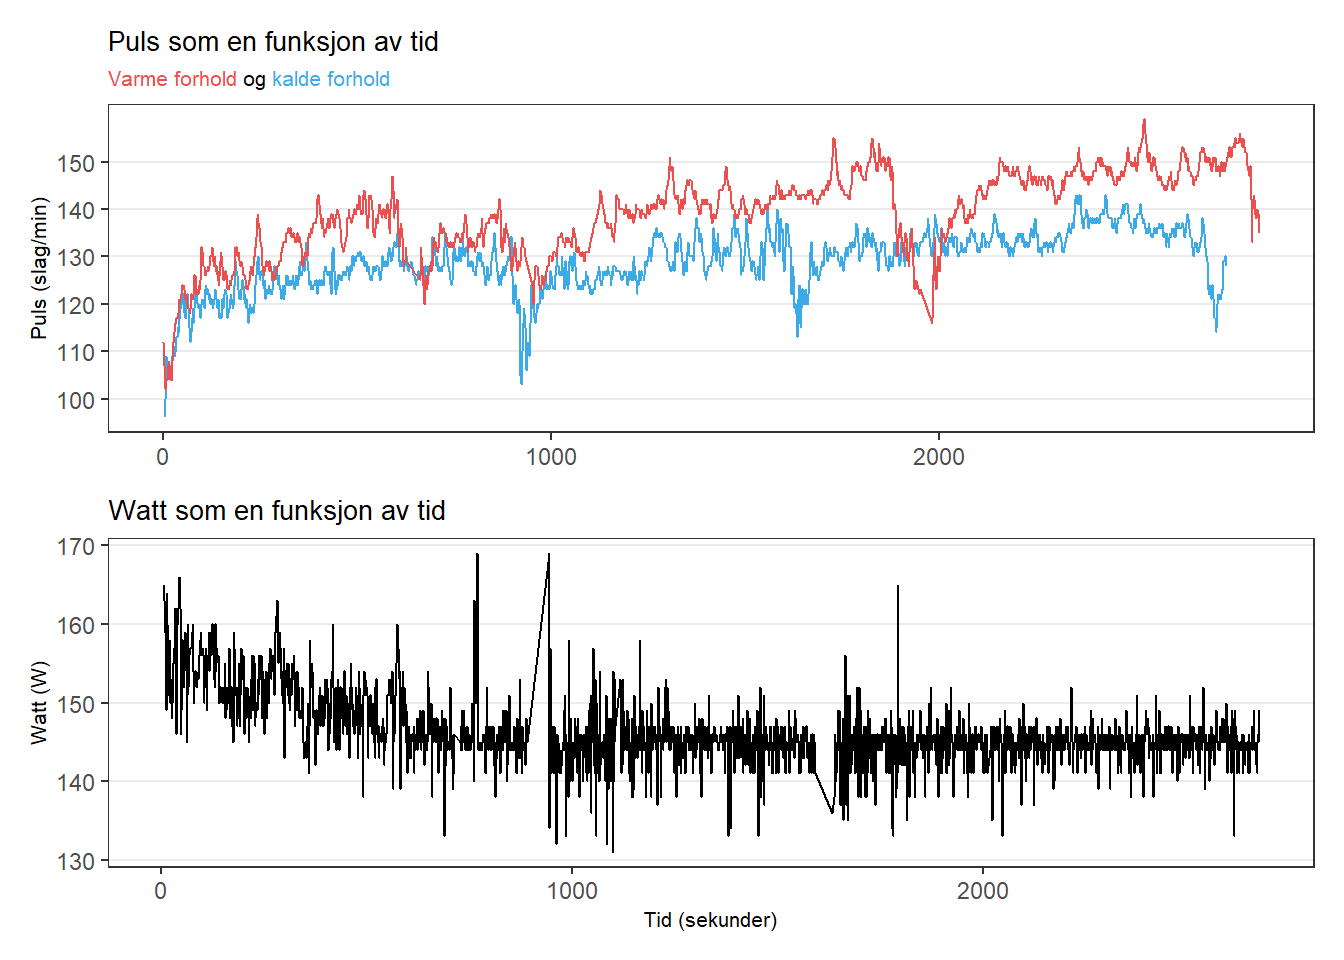 Puls som en funksjon av tid
Varme forhold og kalde forhold
Puls (slag/min)
150
140
130
120
110
100
0 1000 2000
Watt som en funksjon av tid
Watt (W)
170
160
150
140
130
0 1000 2000
Tid (sekunder)